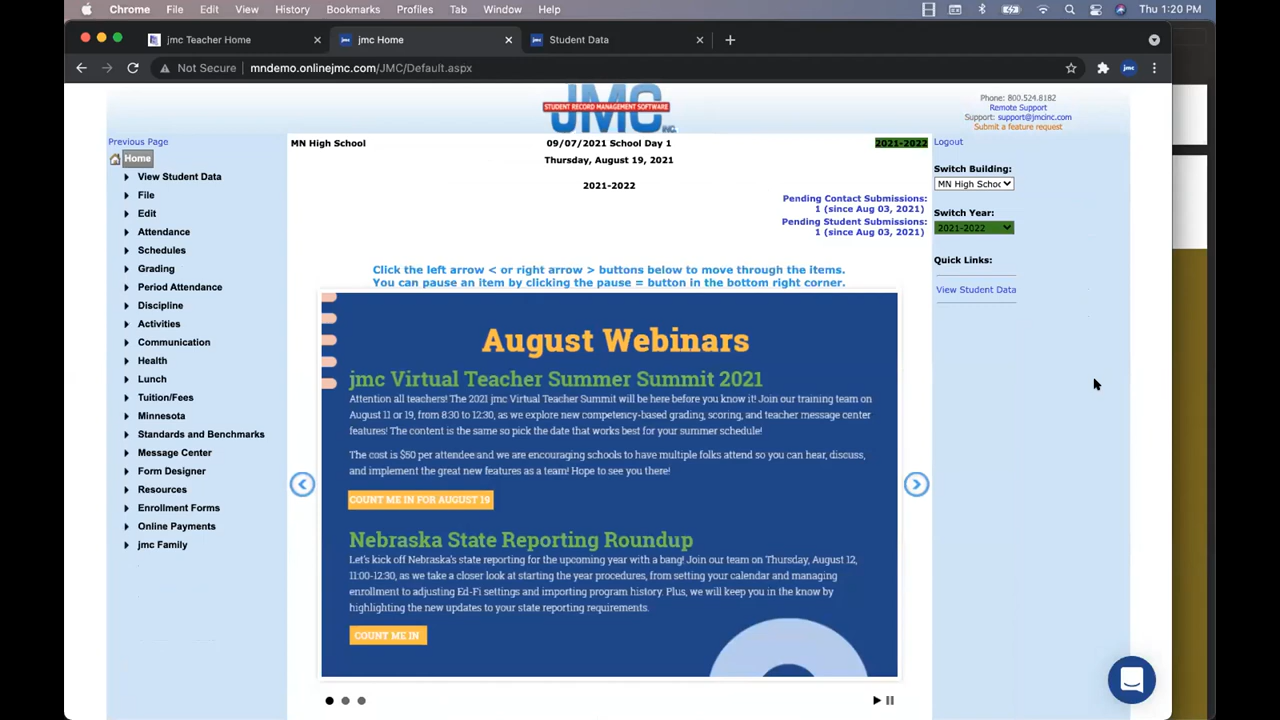 Chrome File Edit View History Bookmarks Profiles Tab Window Help Thu 1:20 PM
jmc Teacher Home jmc Home Student Data
Not Secure mndemo.onlinejmc.com/JMC/Default.aspx
STUDENT RECORD MANAGEMENT SOFTWARE
JMC INC.
Phone: 800.524.8182
Remote Support
Support: support@jmcinc.com
Submit a feature request
Previous Page
Home
View Student Data
File
Edit
Attendance
Schedules
Grading
Period Attendance
Discipline
Activities
Communication
Health
Lunch
Tuition/Fees
Minnesota
Standards and Benchmarks
Message Center
Form Designer
Resources
Enrollment Forms
Online Payments
jmc Family
MN High School 09/07/2021 School Day 1 2021-2022
Thursday, August 19, 2021
2021-2022
Pending Contact Submissions:
1 (since Aug 03, 2021)
Pending Student Submissions:
1 (since Aug 03, 2021)
Click the left arrow < or right arrow > buttons below to move through the items.
You can pause an item by clicking the pause = button in the bottom right corner.
August Webinars
jmc Virtual Teacher Summer Summit 2021
Attention all teachers! The 2021 jmc Virtual Teacher Summit will be here before you know it! Join our training team on
August 11 or 19, from 8:30 to 12:30, as we explore new competency-based grading, scoring, and teacher message center
features! The content is the same so pick the date that works best for your summer schedule!
The cost is $50 per attendee and we are encouraging schools to have multiple folks attend so you can hear, discuss,
and implement the great new features as a team! Hope to see you there!
COUNT ME IN FOR AUGUST 19
Nebraska State Reporting Roundup
Let's kick off Nebraska's state reporting for the upcoming year with a bang! Join our team on Thursday, August 12,
11:00-12:30, as we take a closer look at starting the year procedures, from setting your calendar and managing
enrollment to adjusting Ed-Fi settings and importing program history. Plus, we will keep you in the know by
highlighting the new updates to your state reporting requirements.
COUNT ME IN
Logout
Switch Building:
MN High Schoo
Switch Year:
2021-2022
Quick Links:
View Student Data